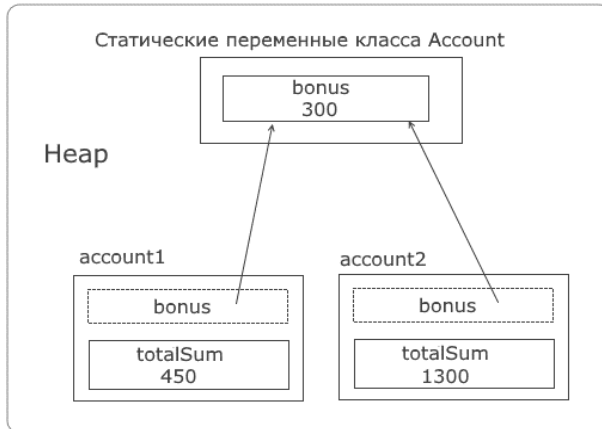 Статические переменные класса Account
bonus
300
Heap
account1
account2
bonus
bonus
totalSum
450
totalSum
1300